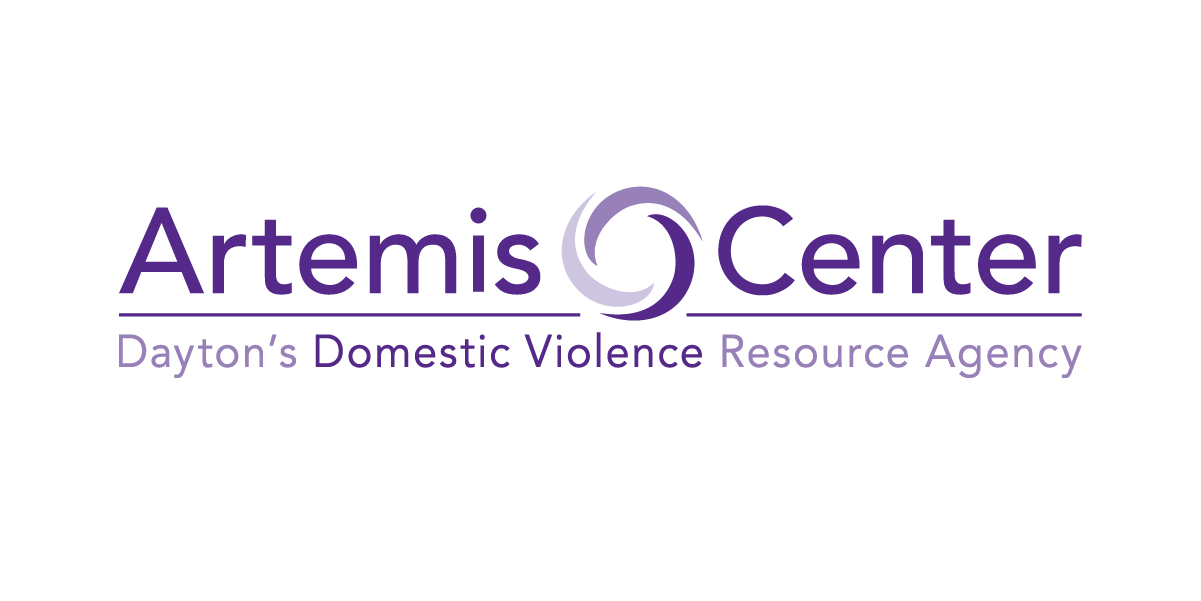 Artemis Center
Dayton’s Domestic Violence Resource Agency